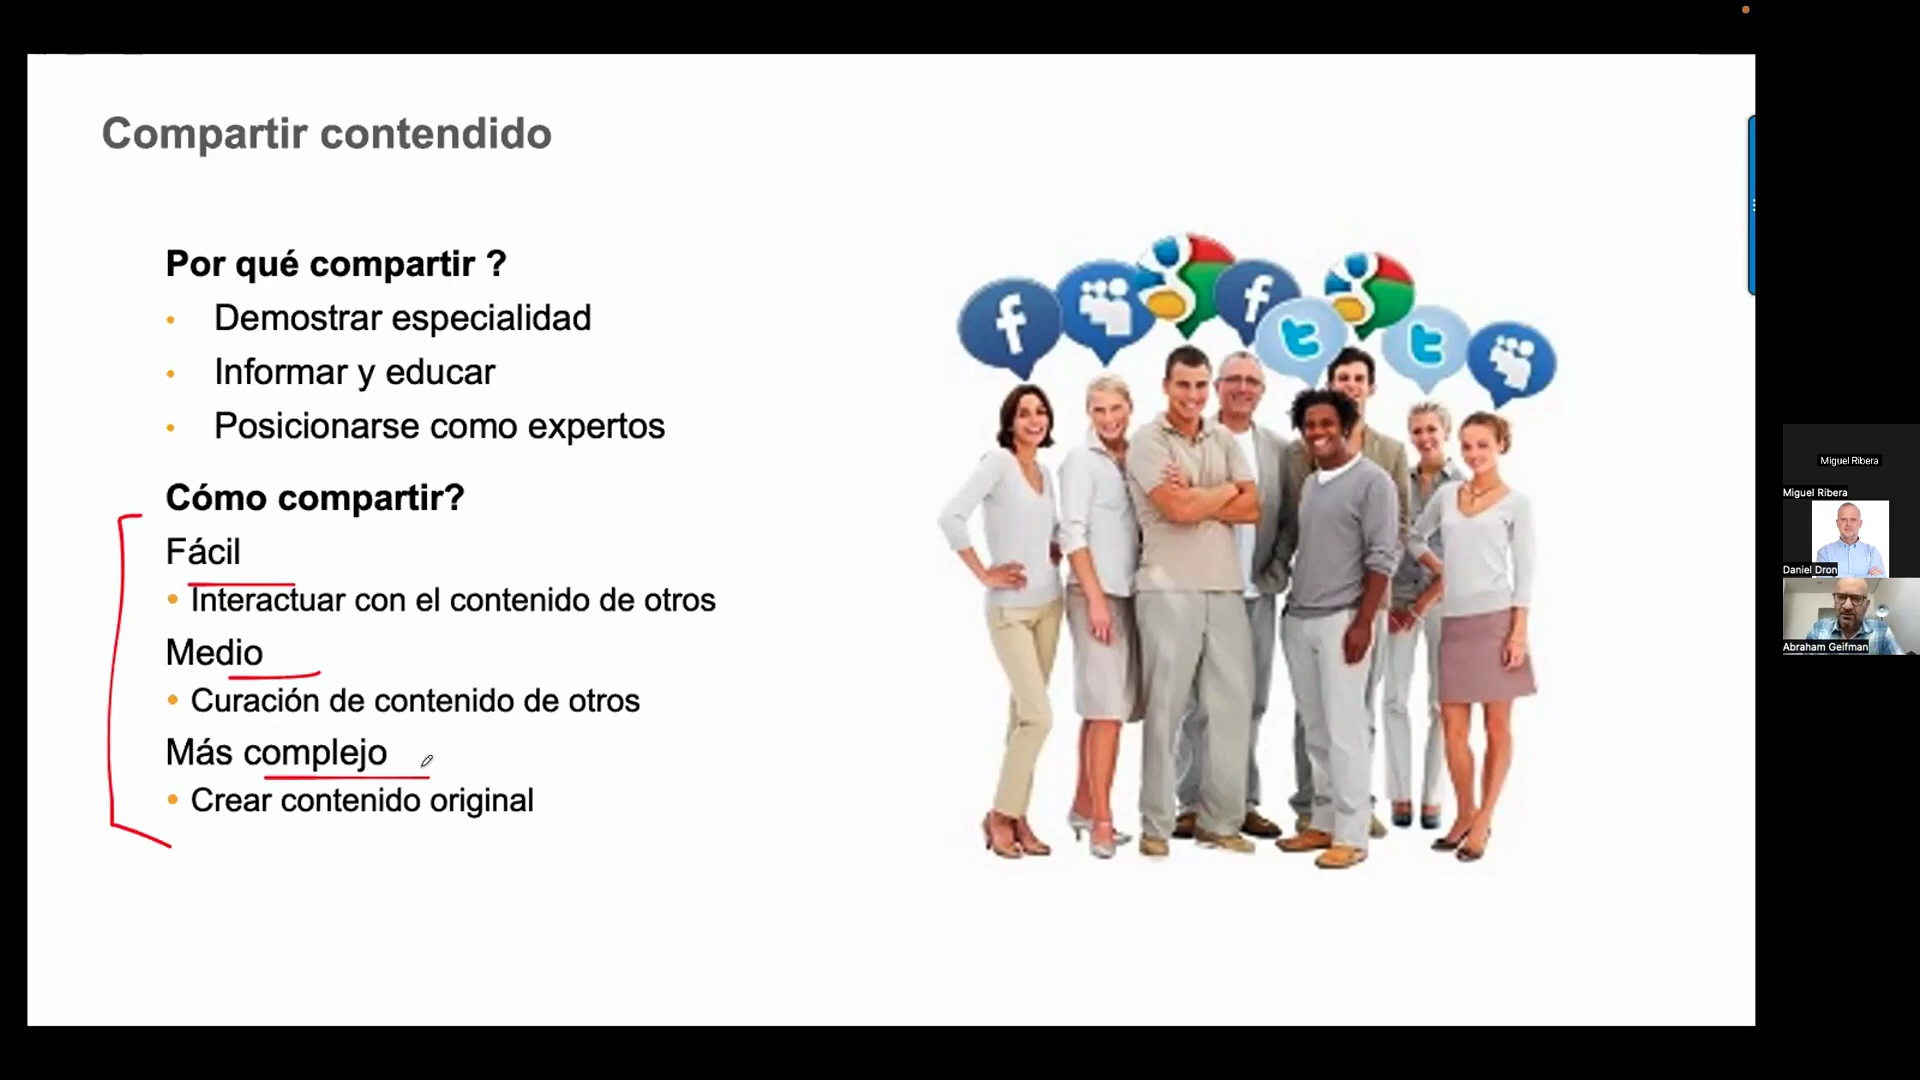 Compartir contendido
Por qué compartir ?
• Demostrar especialidad
• Informar y educar
• Posicionarse como expertos
Cómo compartir?
Fácil
• Interactuar con el contenido de otros
Medio
• Curación de contenido de otros
Más complejo
• Crear contenido original
Miguel Ribera
Miguel Ribera
Daniel Dron
Abraham Geifman